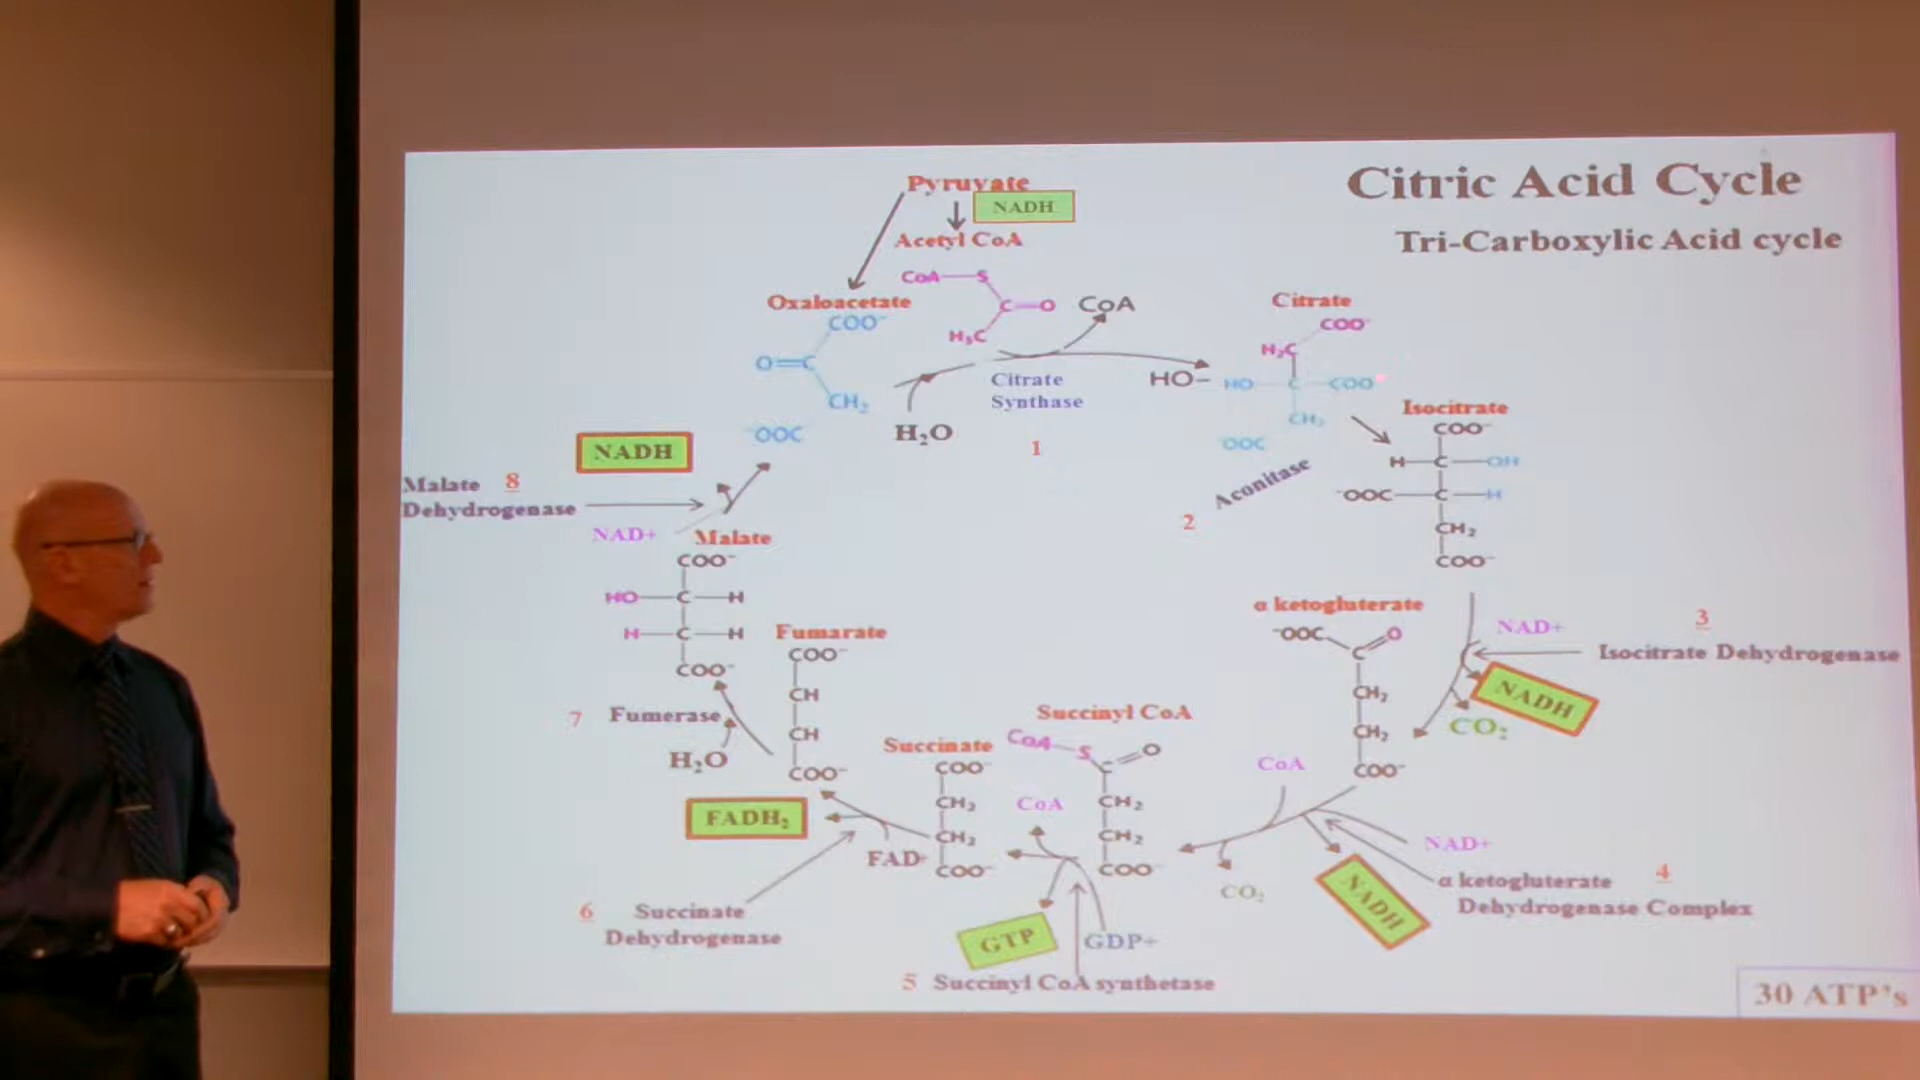 Citric Acid Cycle
Tri-Carboxylic Acid cycle
Pyruvate
NADH
Acetyl CoA
CoA—S
C=O
H₃C
CoA
Oxaloacetate
COO⁻
O=C
CH₂
⁻OOC
H₂O
Citrate
Synthase
1
HO–
Citrate
COO⁻
H₂C
HO C COO
CH₂
⁻OOC
Aconitase
2
Isocitrate
COO⁻
H—C—OH
⁻OOC—C—H
CH₂
COO⁻
3
NAD+
Isocitrate Dehydrogenase
NADH
CO₂
α ketogluterate
⁻OOC O
C
CH₂
CH₂
COO⁻
CoA
NAD+
α ketogluterate 4
Dehydrogenase Complex
NADH
CO₂
Succinyl CoA
CoA—S
C=O
CH₂
CH₂
COO⁻
CoA
GTP
GDP+
5 Succinyl CoA synthetase
Succinate
COO⁻
CH₂
CH₂
COO⁻
FAD
FADH₂
6 Succinate
Dehydrogenase
Fumarate
COO⁻
CH
CH
COO⁻
7 Fumerase
H₂O
Malate
COO⁻
HO—C—H
H—C—H
COO⁻
NAD+
Malate 8
Dehydrogenase
NADH
30 ATP's